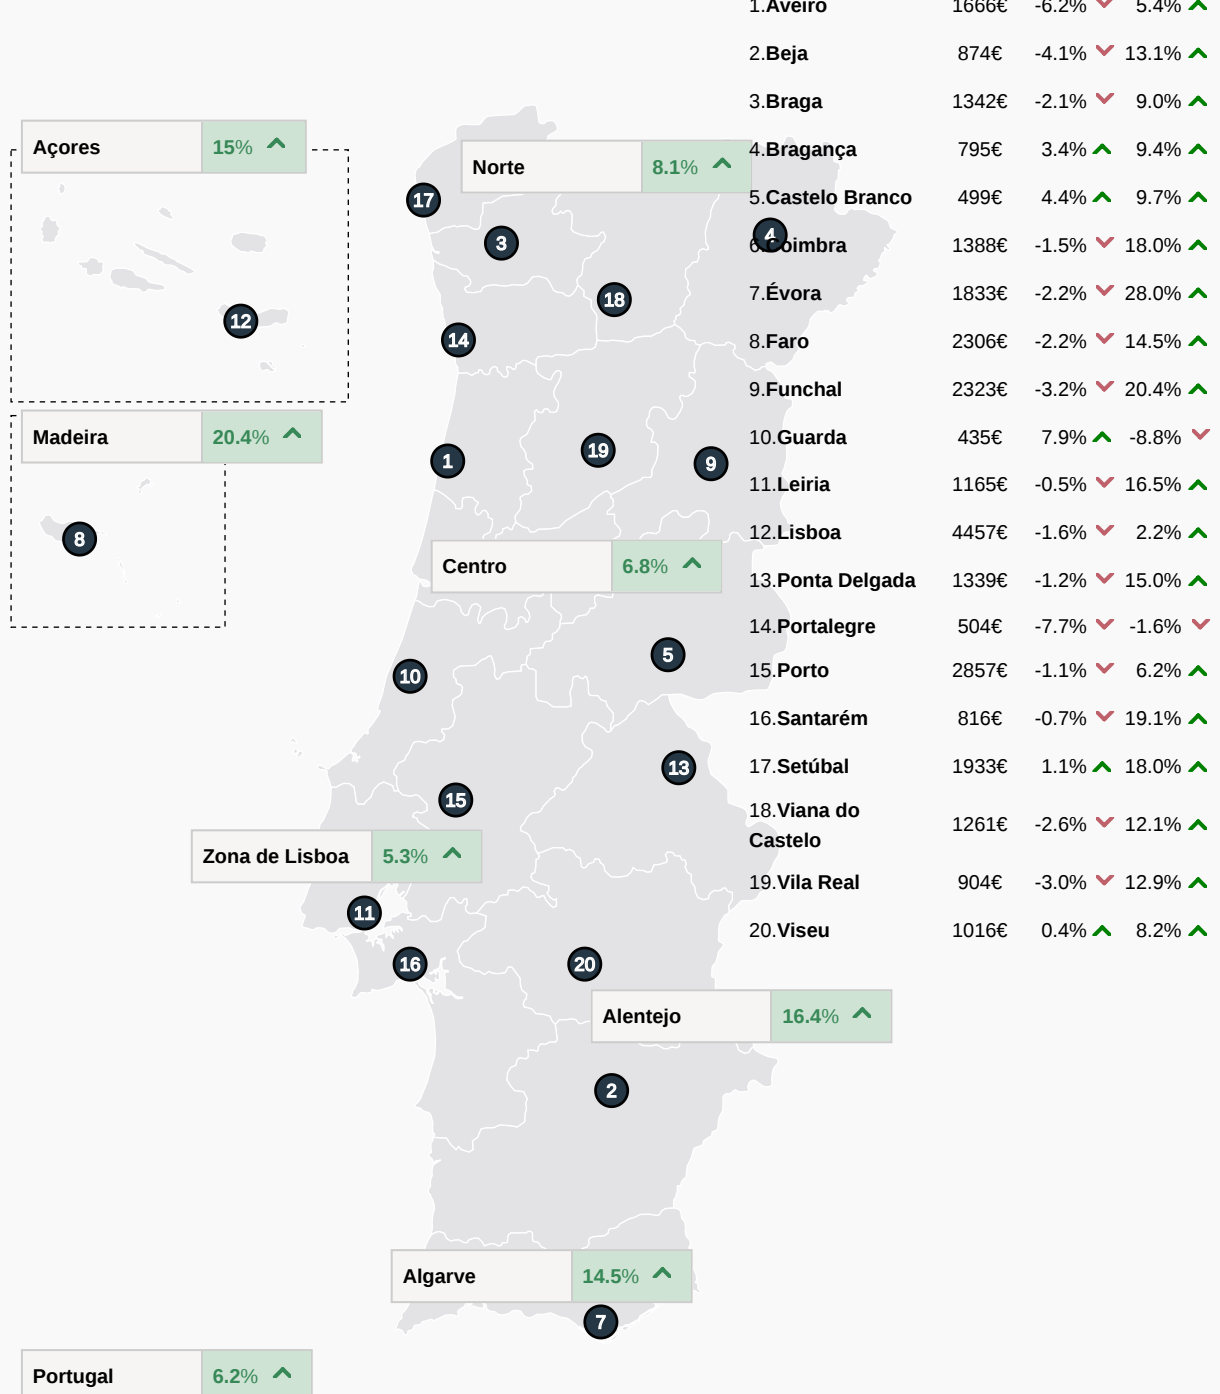 1.Aveiro 1666€ -6.2% 5.4%
2.Beja 874€ -4.1% 13.1%
3.Braga 1342€ -2.1% 9.0%
Açores 15%
Norte 8.1%
4.Bragança 795€ 3.4% 9.4%
17
5.Castelo Branco 499€ 4.4% 9.7%
3
4
6.Coimbra 1388€ -1.5% 18.0%
18
7.Évora 1833€ -2.2% 28.0%
12
14
8.Faro 2306€ -2.2% 14.5%
9.Funchal 2323€ -3.2% 20.4%
Madeira 20.4%
10.Guarda 435€ 7.9% -8.8%
1
19
9
11.Leiria 1165€ -0.5% 16.5%
8
12.Lisboa 4457€ -1.6% 2.2%
Centro 6.8%
13.Ponta Delgada 1339€ -1.2% 15.0%
14.Portalegre 504€ -7.7% -1.6%
5
10
15.Porto 2857€ -1.1% 6.2%
16.Santarém 816€ -0.7% 19.1%
13
17.Setúbal 1933€ 1.1% 18.0%
15
18.Viana do
Castelo 1261€ -2.6% 12.1%
Zona de Lisboa 5.3%
19.Vila Real 904€ -3.0% 12.9%
11
20.Viseu 1016€ 0.4% 8.2%
16
20
Alentejo 16.4%
2
Algarve 14.5%
7
Portugal 6.2%